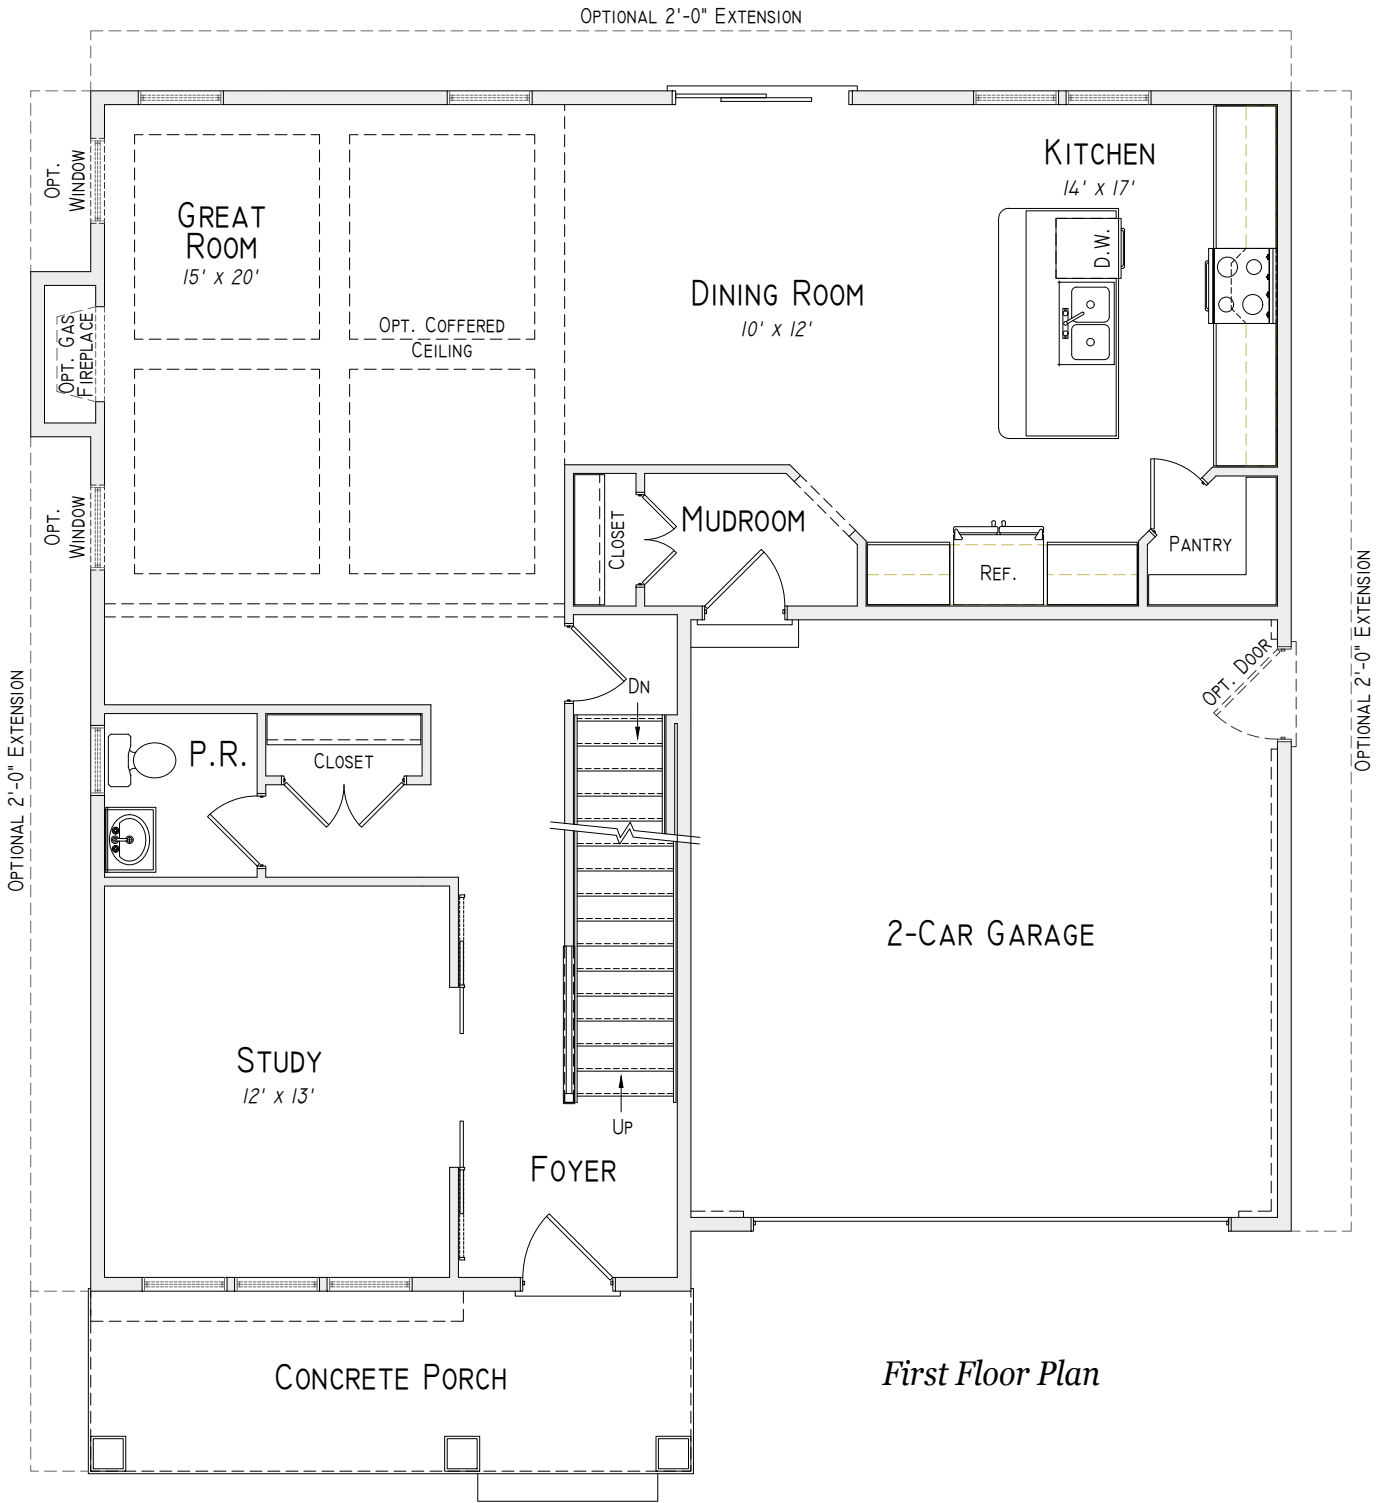 OPTIONAL 2'-0" EXTENSION
OPT.
WINDOW
KITCHEN
14' X 17'
GREAT
ROOM
15' X 20'
D.W.
DINING ROOM
10' X 12'
OPT. COFFERED
CEILING
OPT. GAS
FIREPLACE
OPT.
WINDOW
CLOSET
MUDROOM
PANTRY
REF.
OPTIONAL 2'-0" EXTENSION
OPT. DOOR
DN
OPTIONAL 2'-0" EXTENSION
P.R.
CLOSET
2-CAR GARAGE
STUDY
12' X 13'
UP
FOYER
CONCRETE PORCH
First Floor Plan